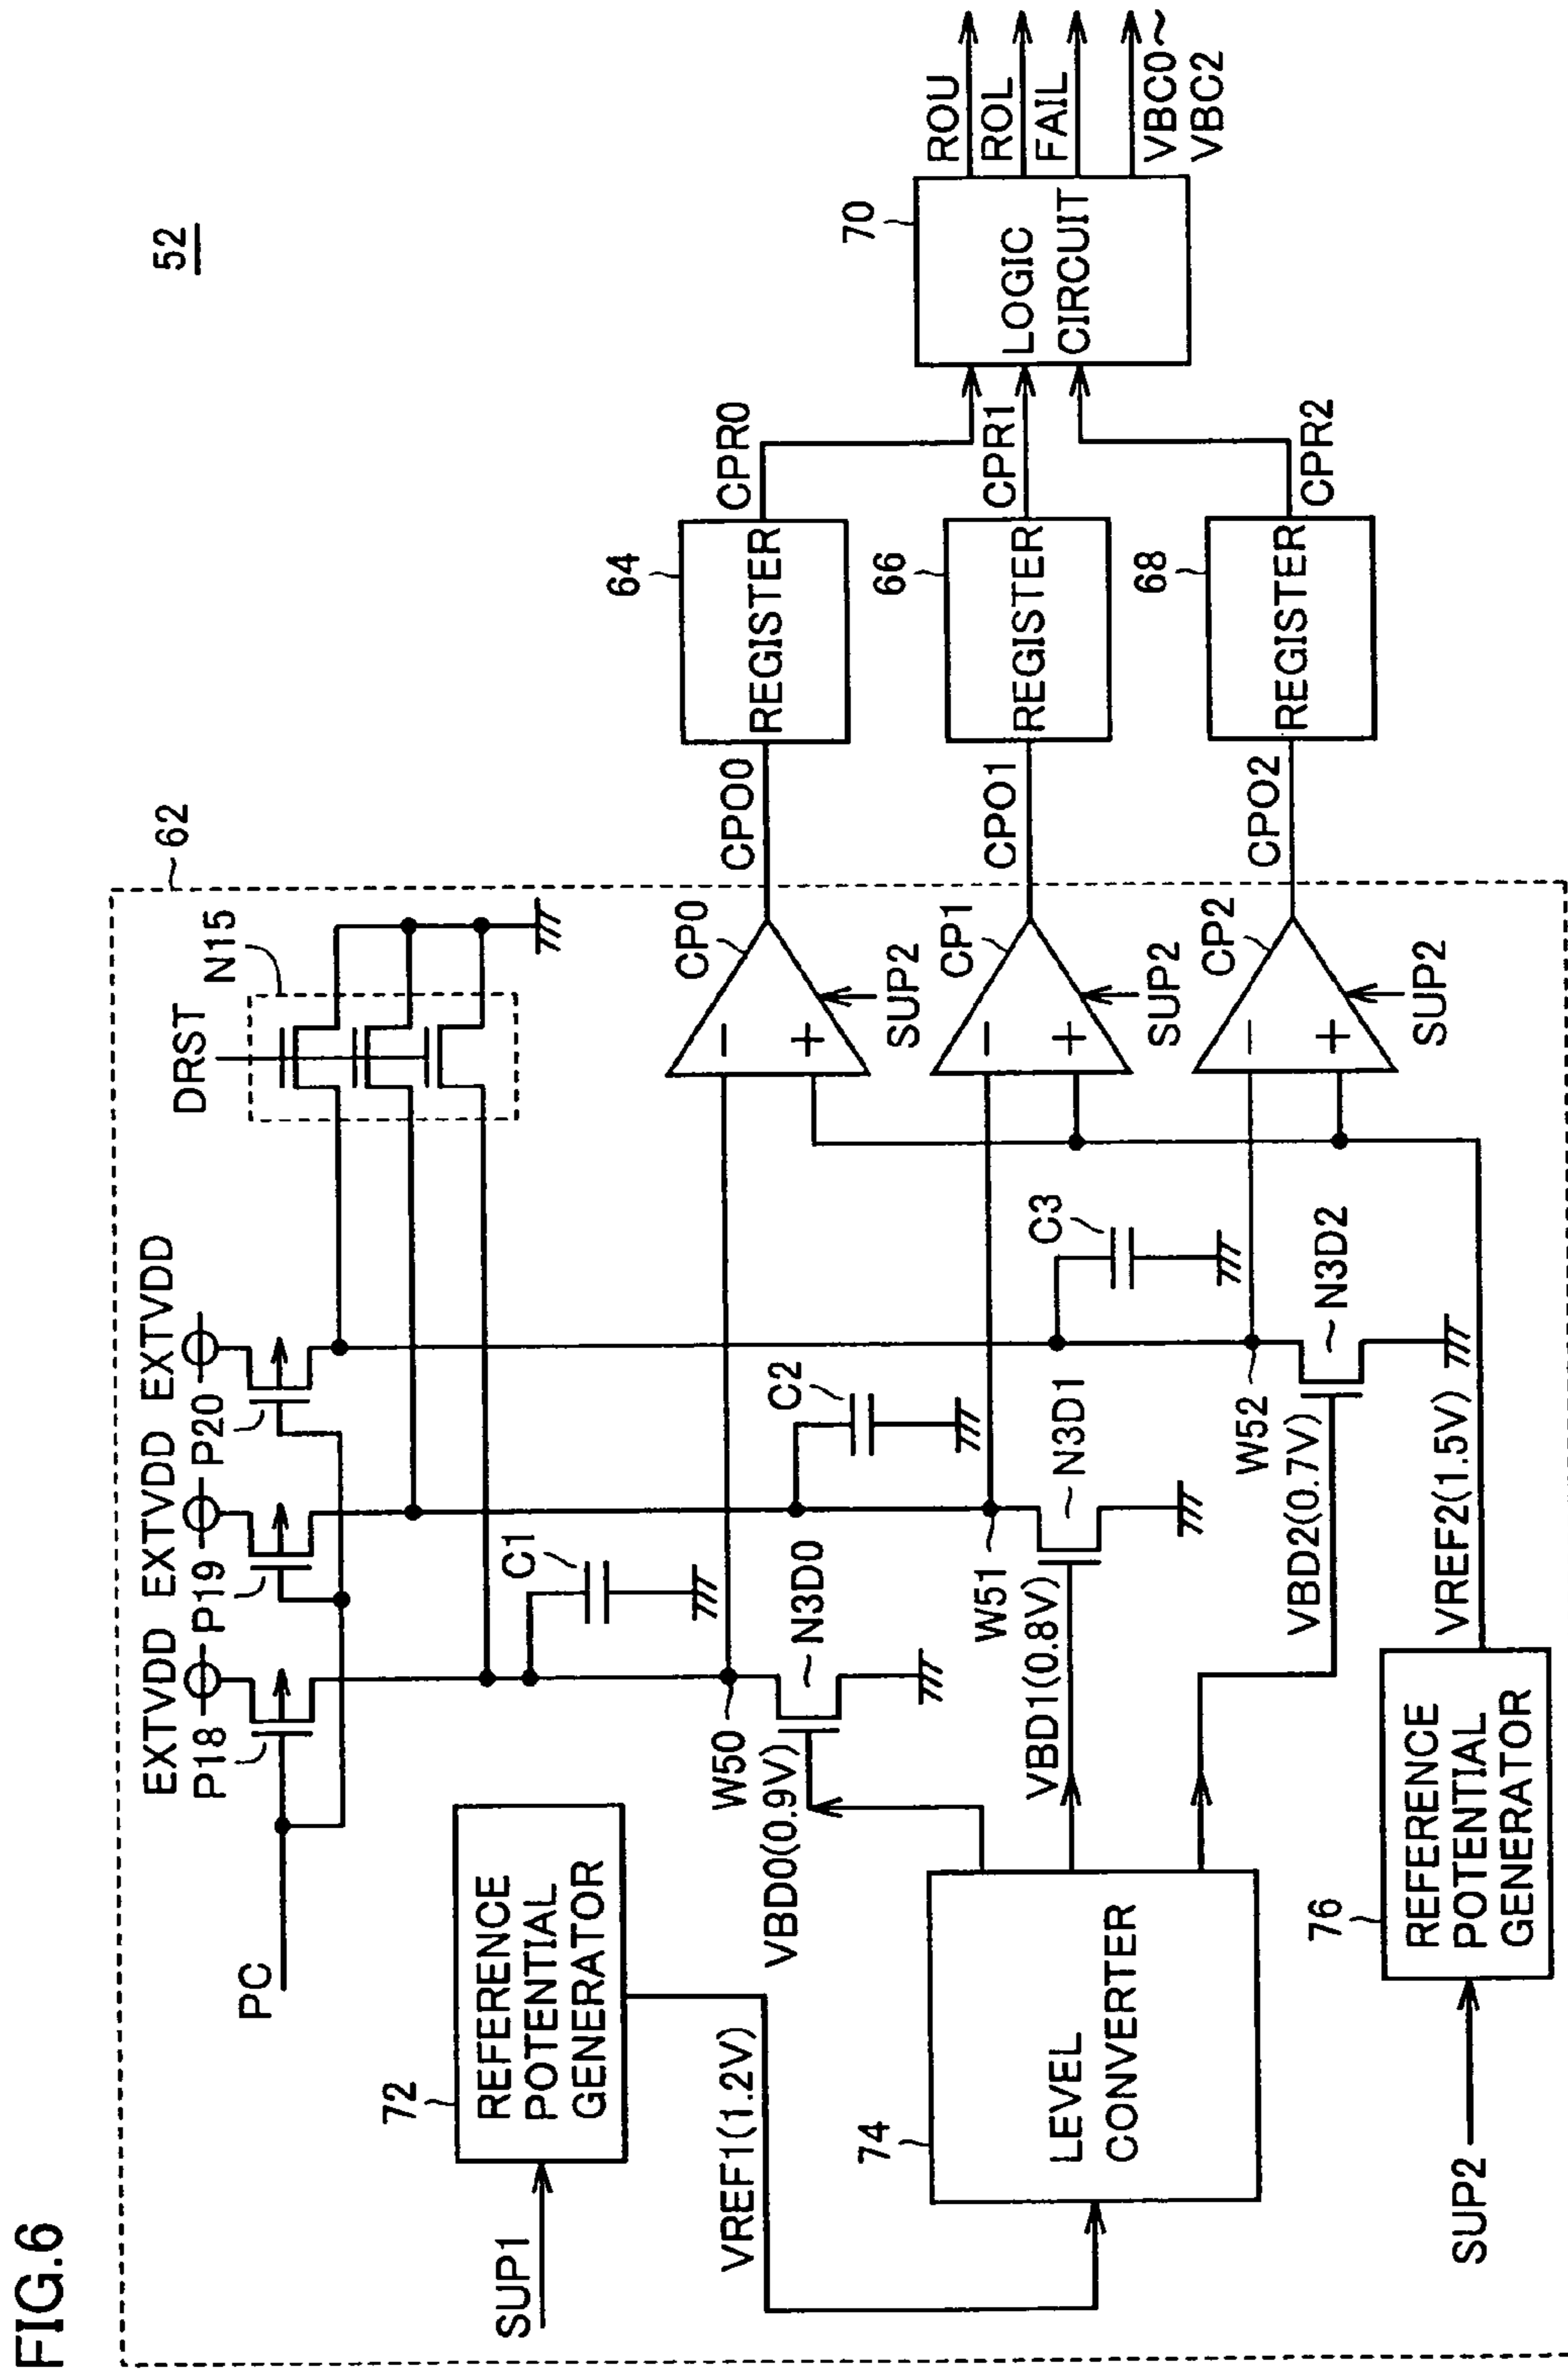 FIG.6
52
62
EXTVDD EXTVDD EXTVDD
P18
P19
P20
PC
DRST
N15
C1
C2
C3
72
REFERENCE
POTENTIAL
GENERATOR
SUP1
VREF1(1.2V)
W50
N3D0
VBD0(0.9V)
W51
N3D1
VBD1(0.8V)
W52
N3D2
VBD2(0.7V)
74
LEVEL
CONVERTER
76
REFERENCE
POTENTIAL
GENERATOR
SUP2
VREF2(1.5V)
CP0
−
+
SUP2
CP1
−
+
SUP2
CP2
−
+
SUP2
CPO0
CPO1
CPO2
64
REGISTER
66
REGISTER
68
REGISTER
CPR0
CPR1
CPR2
70
LOGIC
CIRCUIT
ROU
ROL
FAIL
VBC0~
VBC2